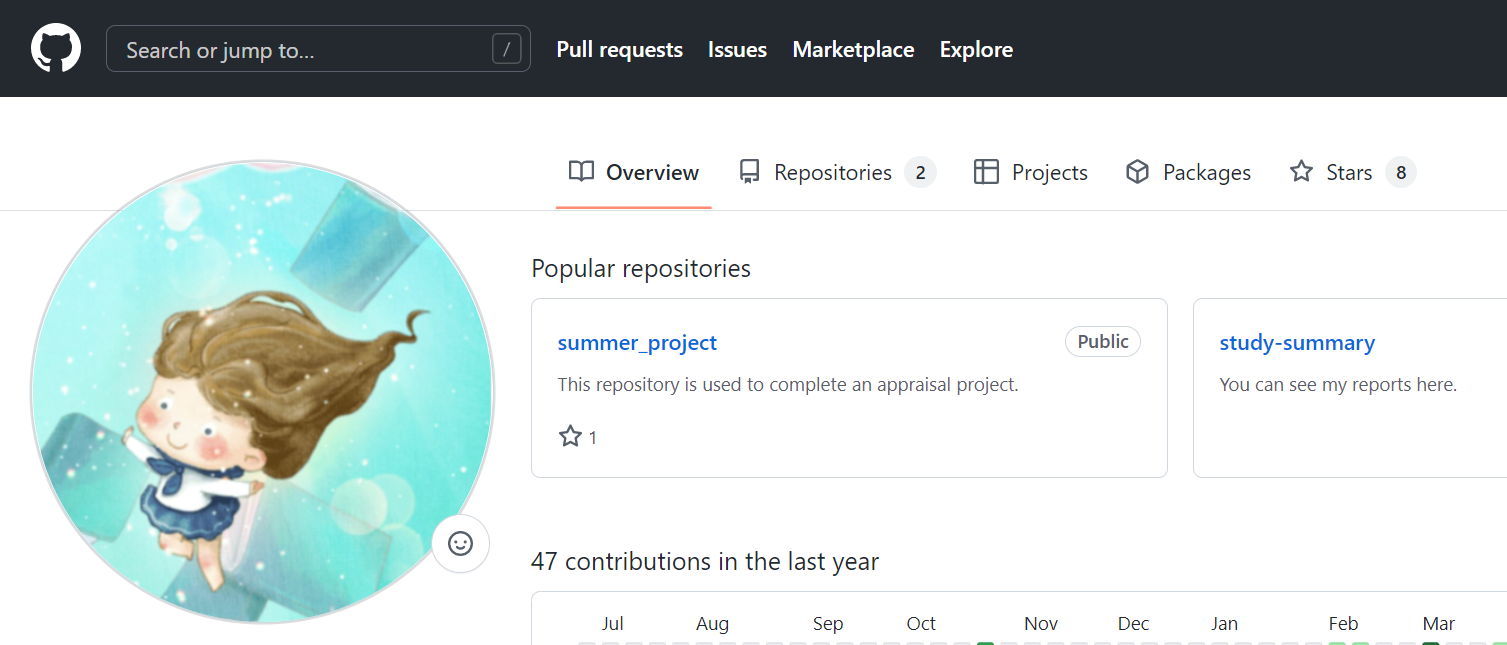 Search or jump to... / Pull requests Issues Marketplace Explore
Overview Repositories 2 Projects Packages Stars 8
Popular repositories
summer_project Public
This repository is used to complete an appraisal project.
1
study-summary
You can see my reports here.
47 contributions in the last year
Jul Aug Sep Oct Nov Dec Jan Feb Mar